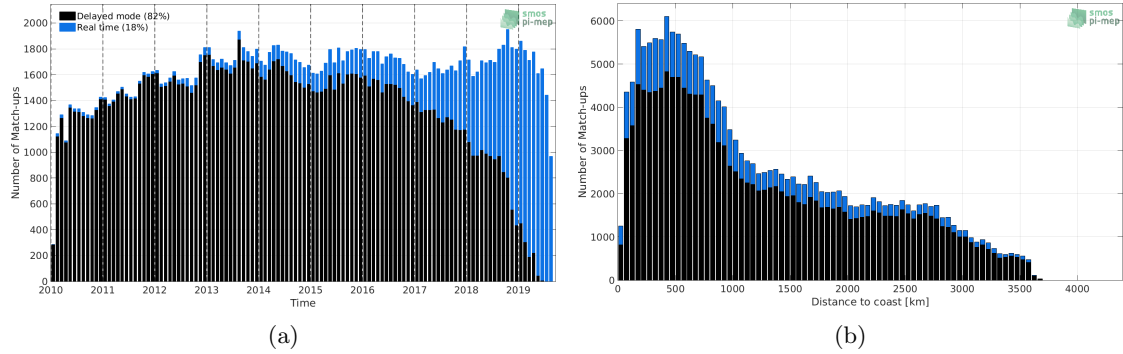 Delayed mode (82%)
Real time (18%)
smos
pi-mep
Number of Match-ups
2000
1800
1600
1400
1200
1000
800
600
400
200
0
2010 2011 2012 2013 2014 2015 2016 2017 2018 2019
Time
(a)
smos
pi-mep
Number of Match-ups
6000
5000
4000
3000
2000
1000
0
0 500 1000 1500 2000 2500 3000 3500 4000
Distance to coast [km]
(b)